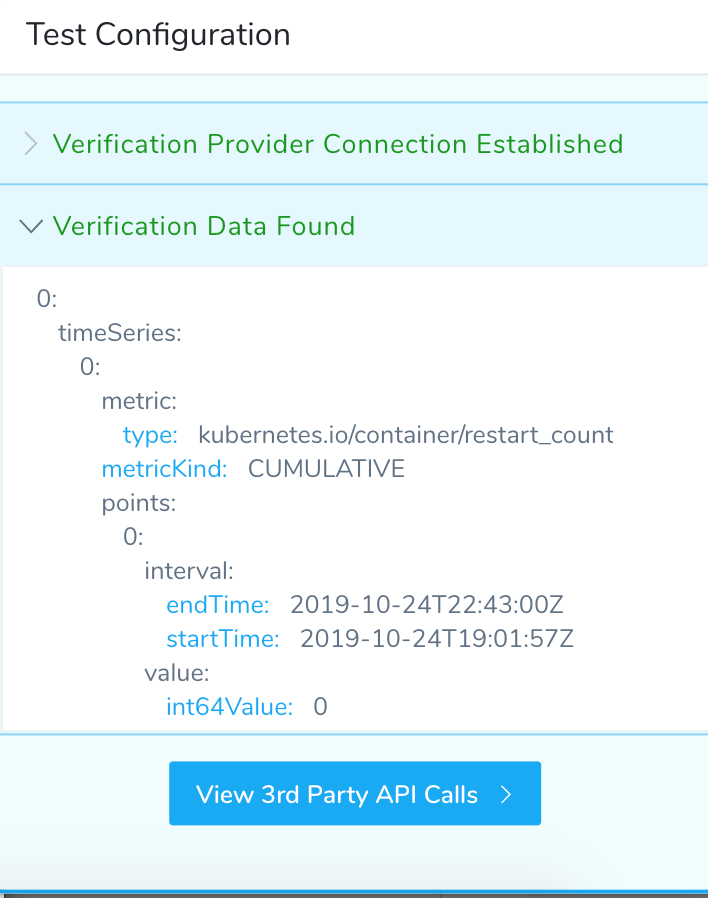 Test Configuration
Verification Provider Connection Established
Verification Data Found
0:
timeSeries:
0:
metric:
type: kubernetes.io/container/restart_count
metricKind: CUMULATIVE
points:
0:
interval:
endTime: 2019-10-24T22:43:00Z
startTime: 2019-10-24T19:01:57Z
value:
int64Value: 0
View 3rd Party API Calls